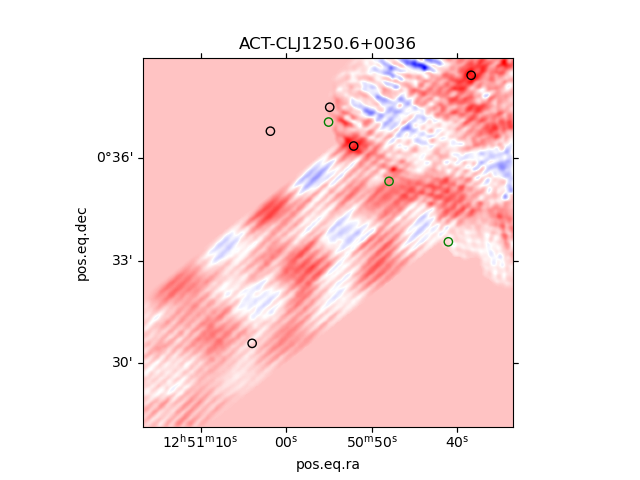 ACT-CLJ1250.6+0036
pos.eq.dec
0°36'
33'
30'
12ʰ51ᵐ10ˢ
00ˢ
50ᵐ50ˢ
40ˢ
pos.eq.ra